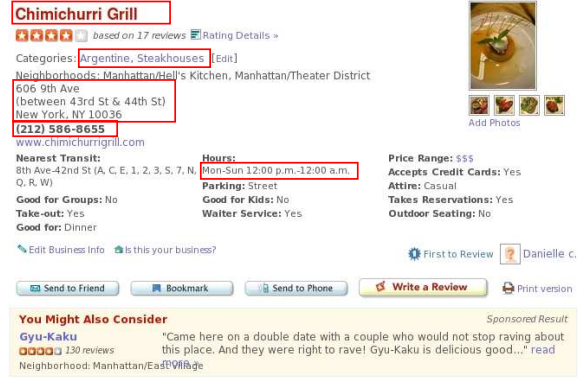 Chimichurri Grill
based on 17 reviews Rating Details »
Categories: Argentine, Steakhouses [Edit]
Neighborhoods: Manhattan/Hell's Kitchen, Manhattan/Theater District
606 9th Ave
(between 43rd St & 44th St)
New York, NY 10036
(212) 586-8655
www.chimichurrigrill.com
Add Photos
Nearest Transit:
8th Ave-42nd St (A, C, E, 1, 2, 3, S, 7, N,
Q, R, W)
Good for Groups: No
Take-out: Yes
Good for: Dinner
Hours:
Mon-Sun 12:00 p.m.-12:00 a.m.
Parking: Street
Good for Kids: No
Waiter Service: Yes
Price Range: $$$
Accepts Credit Cards: Yes
Attire: Casual
Takes Reservations: Yes
Outdoor Seating: No
Edit Business Info Is this your business?
First to Review ? Danielle c.
Send to Friend Bookmark Send to Phone Write a Review Print version
You Might Also Consider Sponsored Result
Gyu-Kaku
130 reviews
"Came here on a double date with a couple who would not stop raving about
this place. And they were right to rave! Gyu-Kaku is delicious good..." read
more »
Neighborhood: Manhattan/East Village